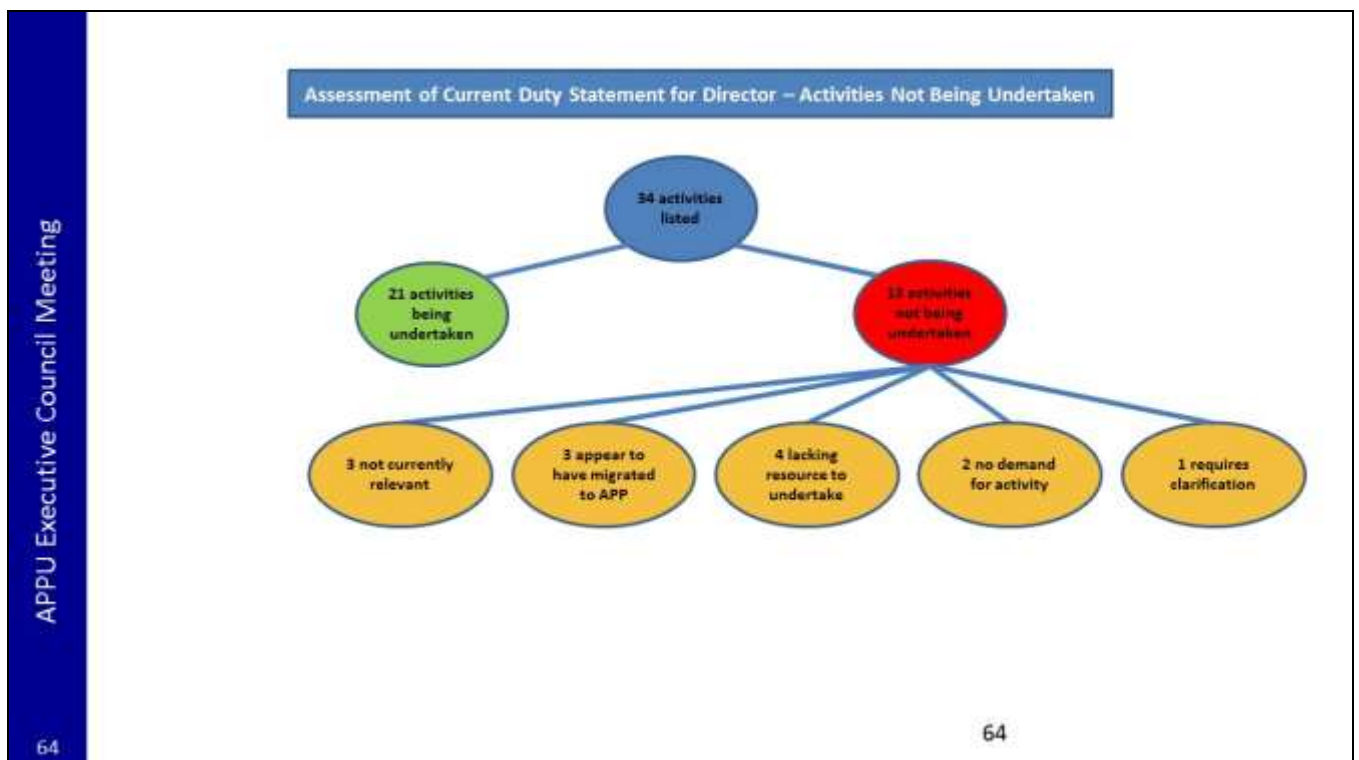 Assessment of Current Duty Statement for Director – Activities Not Being Undertaken
34 activities
listed
21 activities
being
undertaken
13 activities
not being
undertaken
3 not currently
relevant
3 appear to
have migrated
to APP
4 lacking
resource to
undertake
2 no demand
for activity
1 requires
clarification
APPU Executive Council Meeting
64
64